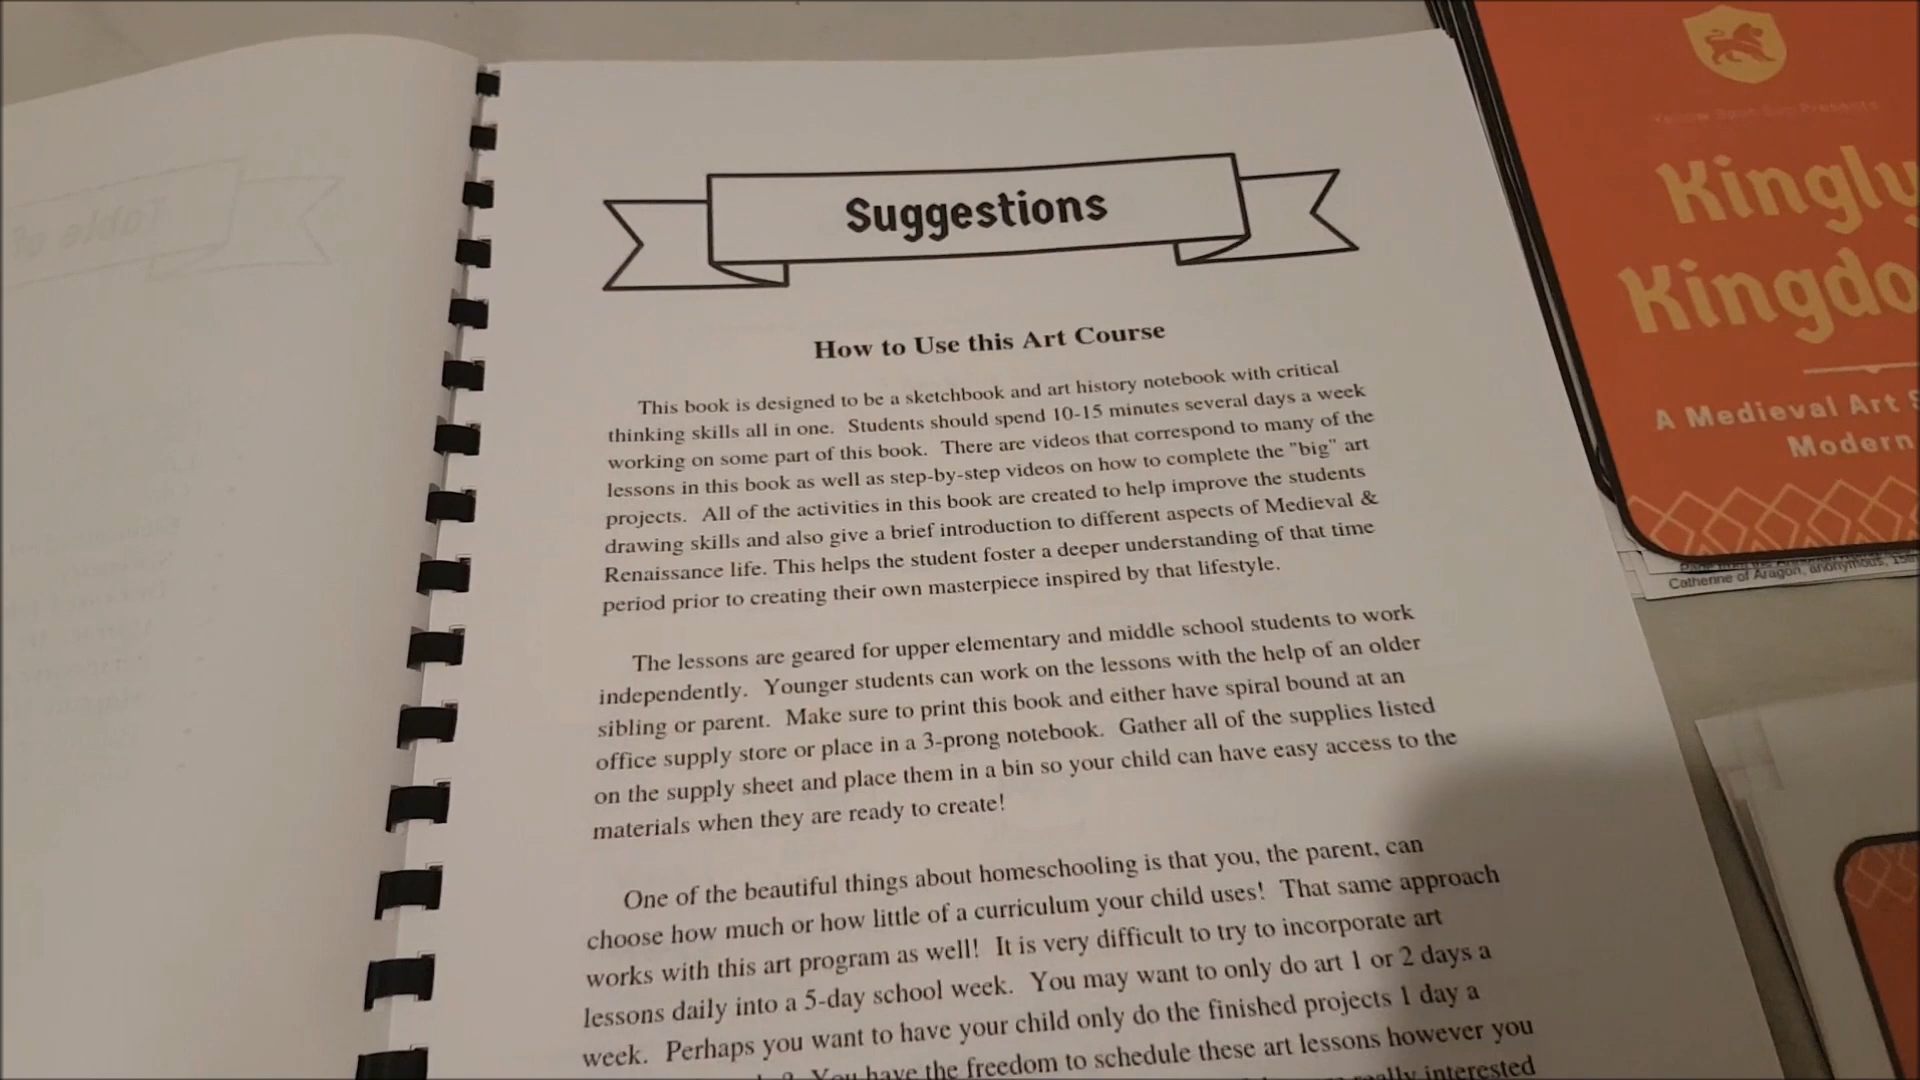 Suggestions
How to Use this Art Course
This book is designed to be a sketchbook and art history notebook with critical
thinking skills all in one. Students should spend 10-15 minutes several days a week
working on some part of this book. There are videos that correspond to many of the
lessons in this book as well as step-by-step videos on how to complete the "big" art
projects. All of the activities in this book are created to help improve the students
drawing skills and also give a brief introduction to different aspects of Medieval &
Renaissance life. This helps the student foster a deeper understanding of that time
period prior to creating their own masterpiece inspired by that lifestyle.
The lessons are geared for upper elementary and middle school students to work
independently. Younger students can work on the lessons with the help of an older
sibling or parent. Make sure to print this book and either have spiral bound at an
office supply store or place in a 3-prong notebook. Gather all of the supplies listed
on the supply sheet and place them in a bin so your child can have easy access to the
materials when they are ready to create!
One of the beautiful things about homeschooling is that you, the parent, can
choose how much or how little of a curriculum your child uses! That same approach
works with this art program as well! It is very difficult to try to incorporate art
lessons daily into a 5-day school week. You may want to only do art 1 or 2 days a
week. Perhaps you want to have your child only do the finished projects 1 day a
You have the freedom to schedule these art lessons however you
really interested
Kingly
Kingdo
A Medieval Art S
Modern
Catherine of Aragon, anonymous,
Table of